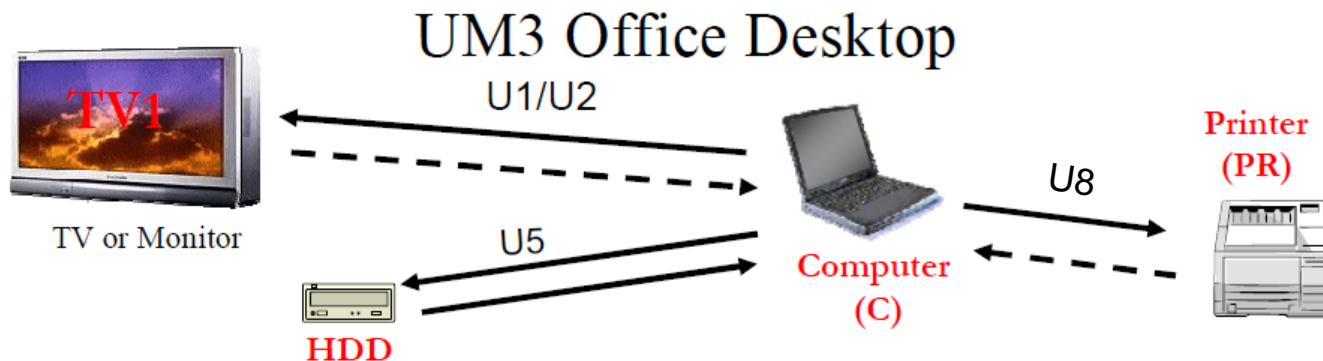 UM3 Office Desktop
TV1
U1/U2
Printer
(PR)
U8
TV or Monitor
U5
Computer
(C)
HDD